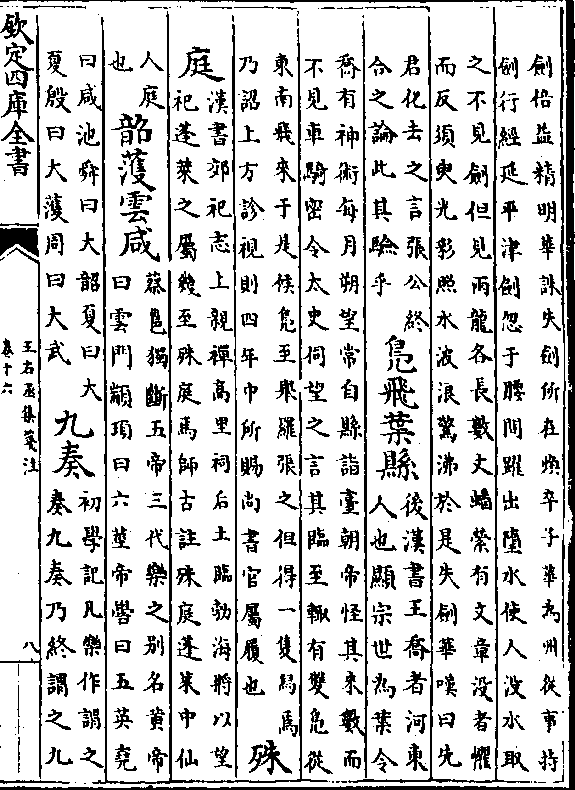 劍倍益精明華誅失劍所在煥卒子華為州從事持
劍行經延平津劍忽于腰間躍出墮水使人沒水取
之不見劍但見兩龍各長數丈蟠縈有文章沒者懼
而反須臾光彩照水波浪驚沸於是失劍華嘆曰先
君化去之言張公終
合之論此其驗乎
鳬飛葉縣
後漢書王喬者河東
人也顯宗世為葉令
喬有神術每月朔望常自縣詣臺朝帝怪其來數而
不見車騎密令太史伺望之言其臨至輒有雙鳬從
東南飛來于是候鳬至舉羅張之但得一隻舄焉
乃詔上方診視則四年中所賜尚書官屬履也
殊
庭
漢書郊祀志上親禪高里祠后土臨勃海將以望
祀蓬萊之屬幾至殊庭焉師古註殊庭蓬萊中仙
人庭
也
韶濩雲咸
蔡邕獨斷五帝三代樂之别名黄帝
曰雲門顓頊曰六莖帝嚳曰五英堯
曰咸池舜曰大韶夏曰大
夏殷曰大濩周曰大武
九奏
初學記凡樂作謂之
奏九奏乃終謂之九
欽定四庫全書
王右丞集箋注
卷十六
八